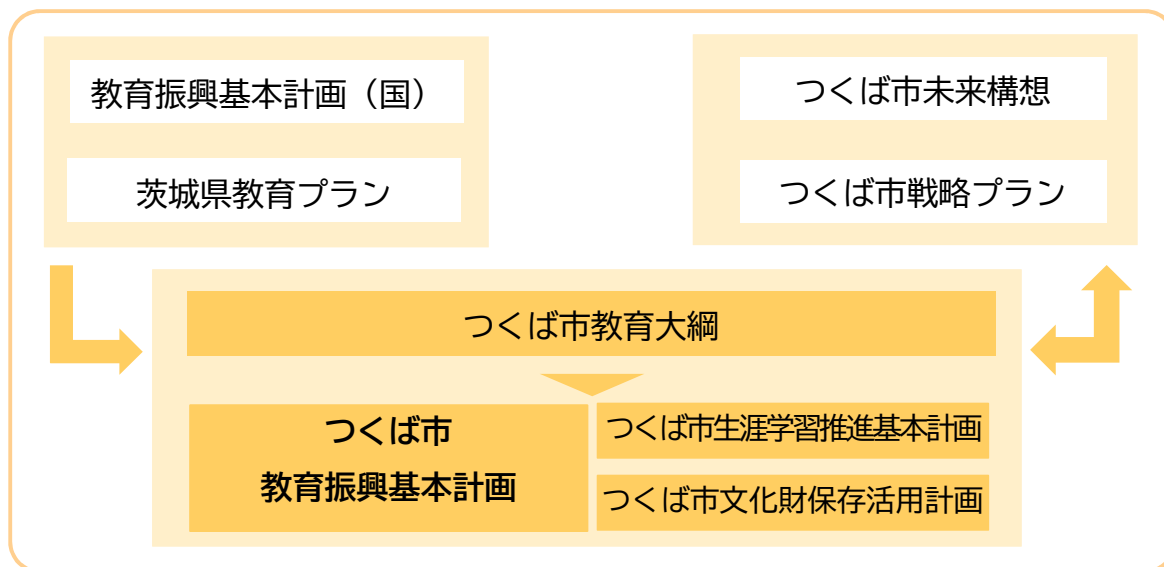 教育振興基本計画（国）
茨城県教育プラン
つくば市未来構想
つくば市戦略プラン
つくば市教育大綱
つくば市
教育振興基本計画
つくば市生涯学習推進基本計画
つくば市文化財保存活用計画